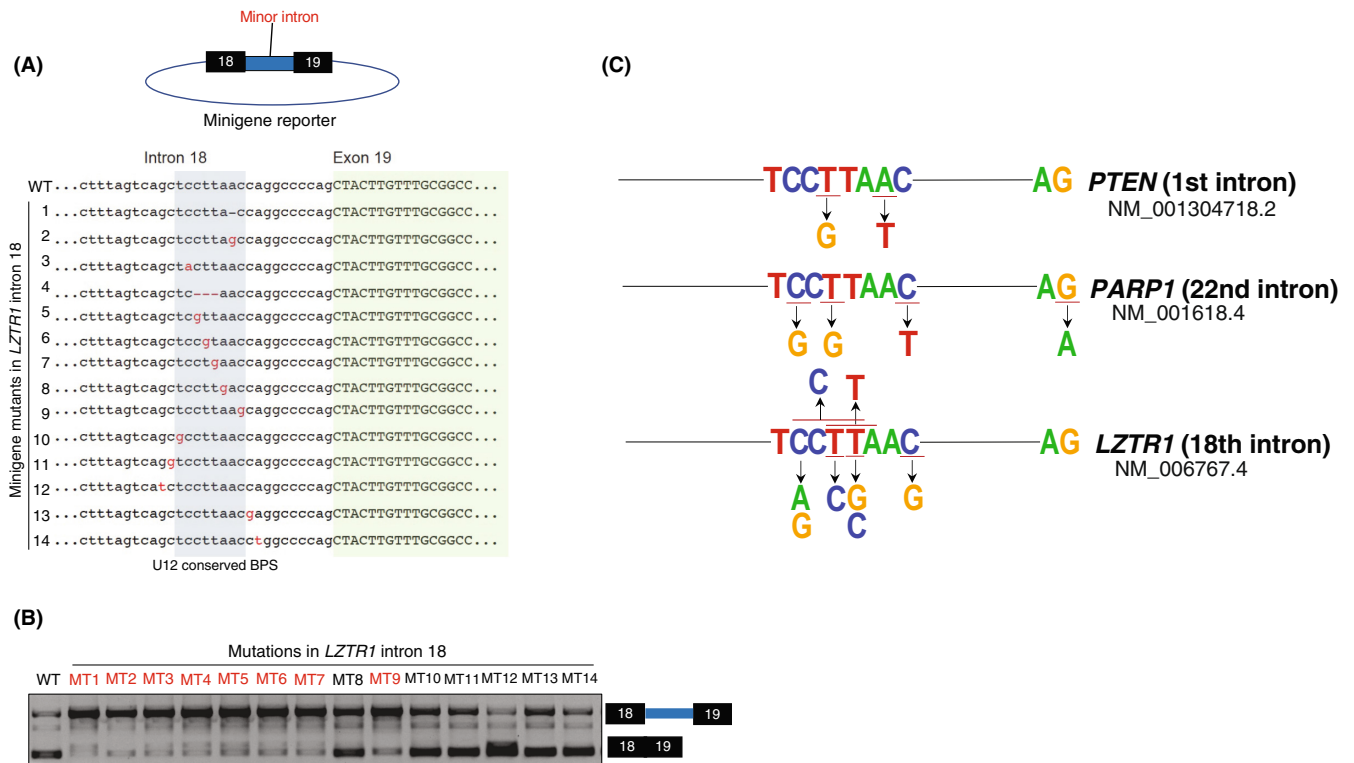 (A)
Minor intron
18 19
Minigene reporter
Intron 18 Exon 19
Minigene mutants in LZTR1 intron 18
WT ...ctttagtcagctccttaaccaggccccagCTACTTGTTTGCGGCC...
1 ...ctttagtcagctcctta-ccaggccccagCTACTTGTTTGCGGCC...
2 ...ctttagtcagctccttagccaggccccagCTACTTGTTTGCGGCC...
3 ...ctttagtcagctacttaaccaggccccagCTACTTGTTTGCGGCC...
4 ...ctttagtcagctc---aaccaggccccagCTACTTGTTTGCGGCC...
5 ...ctttagtcagctcgttaaccaggccccagCTACTTGTTTGCGGCC...
6 ...ctttagtcagctccgtaaccaggccccagCTACTTGTTTGCGGCC...
7 ...ctttagtcagctcctgaaccaggccccagCTACTTGTTTGCGGCC...
8 ...ctttagtcagctccttgaccaggccccagCTACTTGTTTGCGGCC...
9 ...ctttagtcagctccttaagcaggccccagCTACTTGTTTGCGGCC...
10 ...ctttagtcagcgccttaaccaggccccagCTACTTGTTTGCGGCC...
11 ...ctttagtcaggtccttaaccaggccccagCTACTTGTTTGCGGCC...
12 ...ctttagtcatctccttaaccaggccccagCTACTTGTTTGCGGCC...
13 ...ctttagtcagctccttaacgaggccccagCTACTTGTTTGCGGCC...
14 ...ctttagtcagctccttaacctggccccagCTACTTGTTTGCGGCC...
U12 conserved BPS
(B)
Mutations in LZTR1 intron 18
WT MT1 MT2 MT3 MT4 MT5 MT6 MT7 MT8 MT9 MT10 MT11 MT12 MT13 MT14
18 19
18 19
(C)
TCCTTAAC AG PTEN (1st intron)
NM_001304718.2
G T
TCCTTAAC AG PARP1 (22nd intron)
NM_001618.4
G G T A
C T
TCCTTAAC AG LZTR1 (18th intron)
NM_006767.4
A C G G
G C